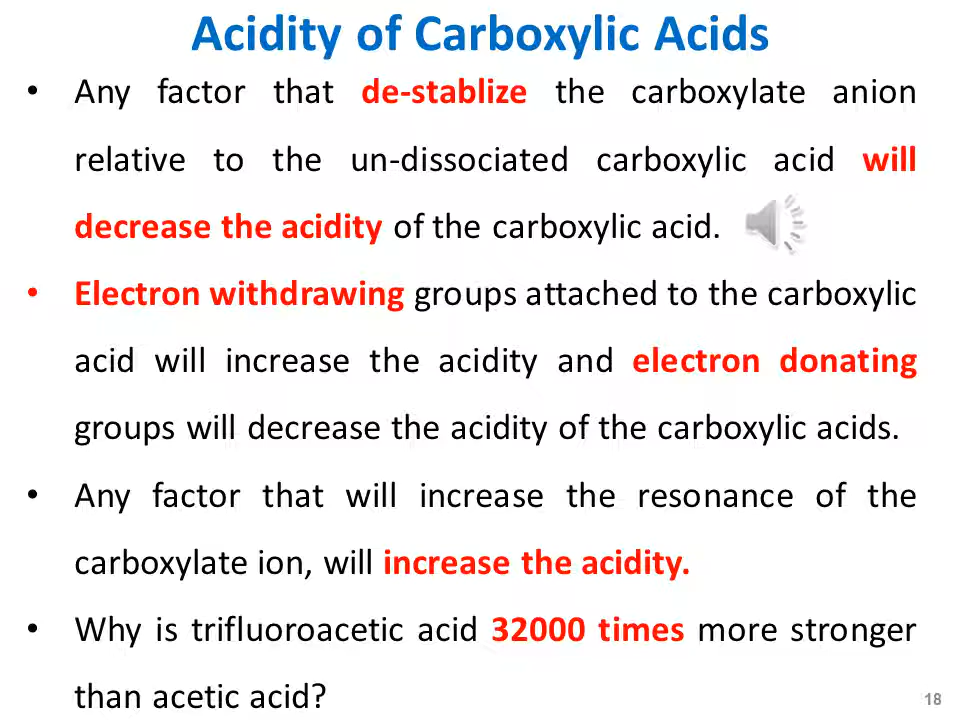 Acidity of Carboxylic Acids
• Any factor that de-stablize the carboxylate anion
relative to the un-dissociated carboxylic acid will
decrease the acidity of the carboxylic acid.
• Electron withdrawing groups attached to the carboxylic
acid will increase the acidity and electron donating
groups will decrease the acidity of the carboxylic acids.
• Any factor that will increase the resonance of the
carboxylate ion, will increase the acidity.
• Why is trifluoroacetic acid 32000 times more stronger
than acetic acid?
18